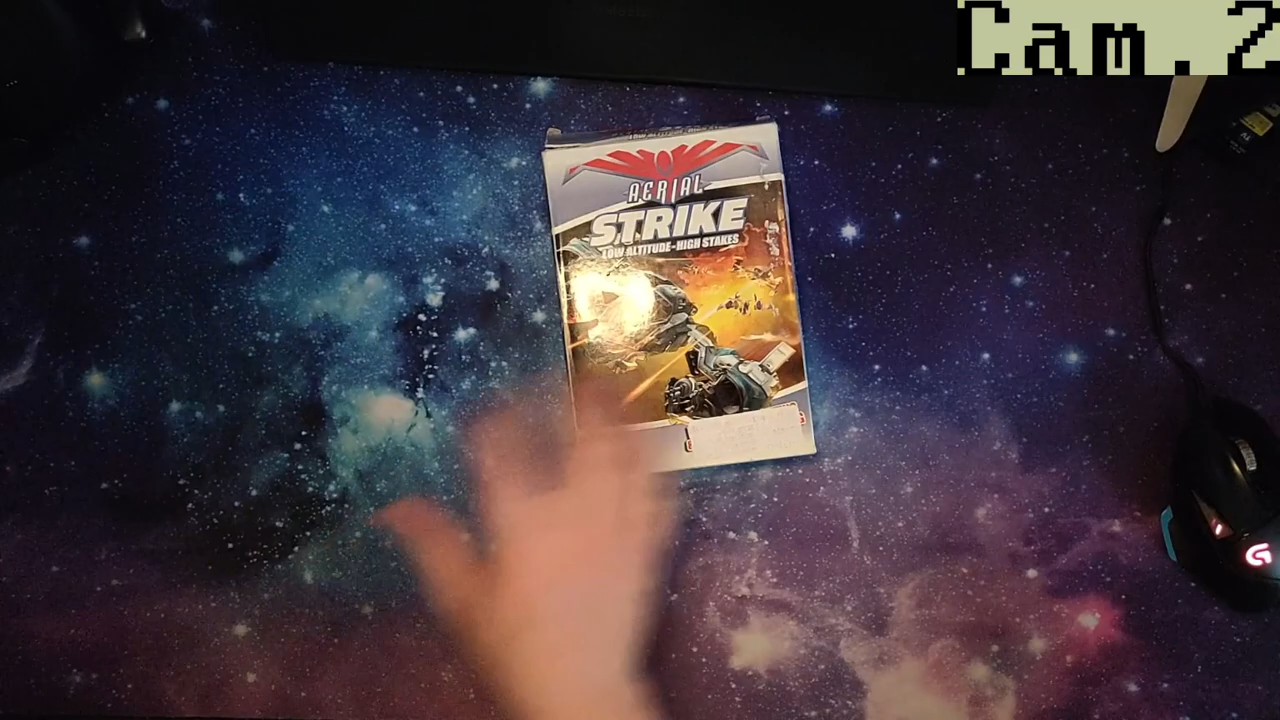 Cam.2
AERIAL
STRIKE
LOW ALTITUDE-HIGH STAKES
G